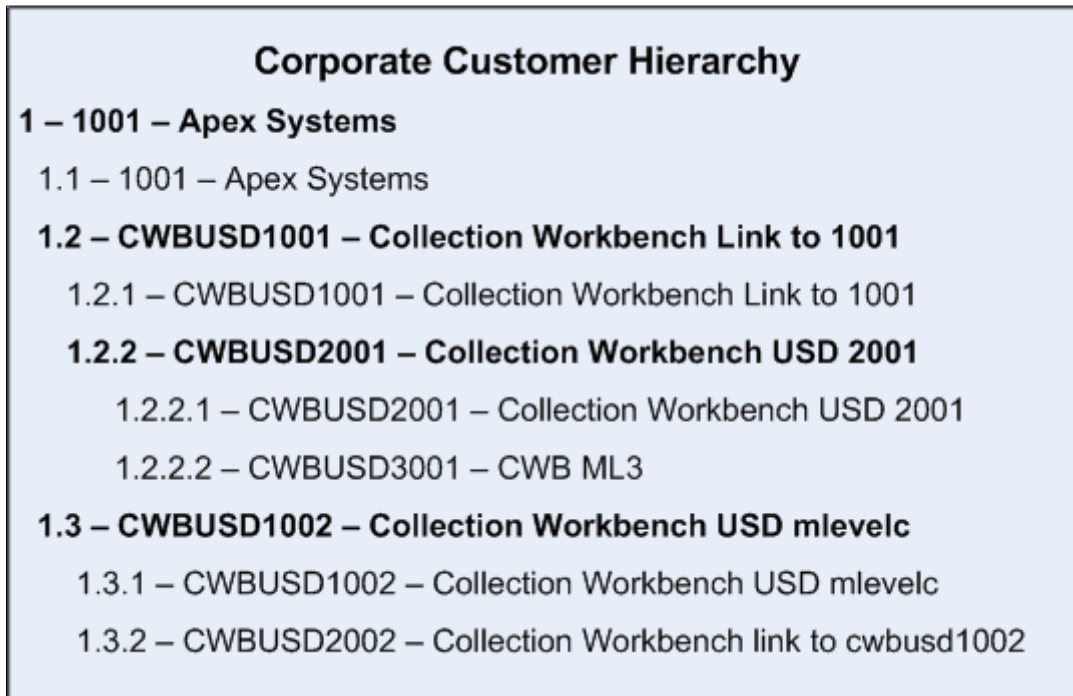 Corporate Customer Hierarchy
1 – 1001 – Apex Systems
1.1 – 1001 – Apex Systems
1.2 – CWBUSD1001 – Collection Workbench Link to 1001
1.2.1 – CWBUSD1001 – Collection Workbench Link to 1001
1.2.2 – CWBUSD2001 – Collection Workbench USD 2001
1.2.2.1 – CWBUSD2001 – Collection Workbench USD 2001
1.2.2.2 – CWBUSD3001 – CWB ML3
1.3 – CWBUSD1002 – Collection Workbench USD mlevelc
1.3.1 – CWBUSD1002 – Collection Workbench USD mlevelc
1.3.2 – CWBUSD2002 – Collection Workbench link to cwbusd1002